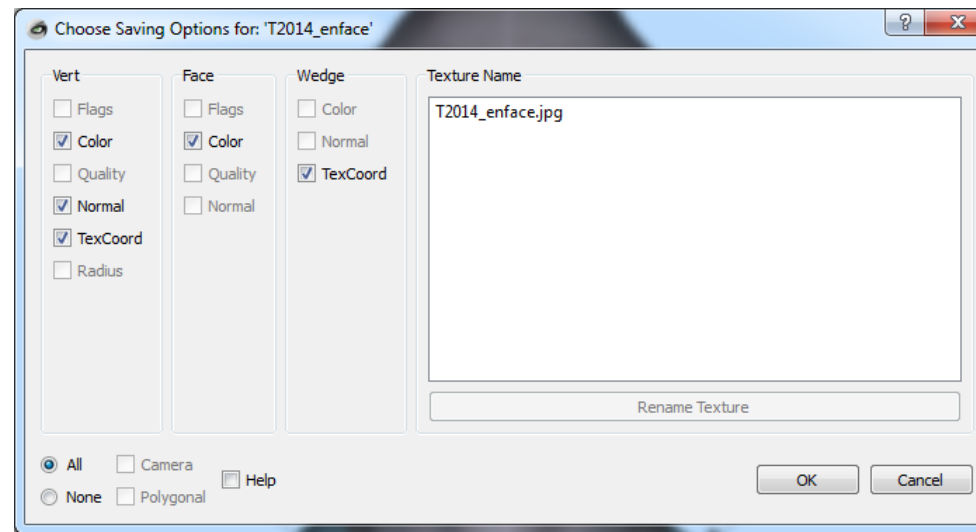 Choose Saving Options for: 'T2014_enface'
Vert
Flags
Color
Quality
Normal
TexCoord
Radius
Face
Flags
Color
Quality
Normal
Wedge
Color
Normal
TexCoord
Texture Name
T2014_enface.jpg
Rename Texture
All
None
Camera
Polygonal
Help
OK
Cancel